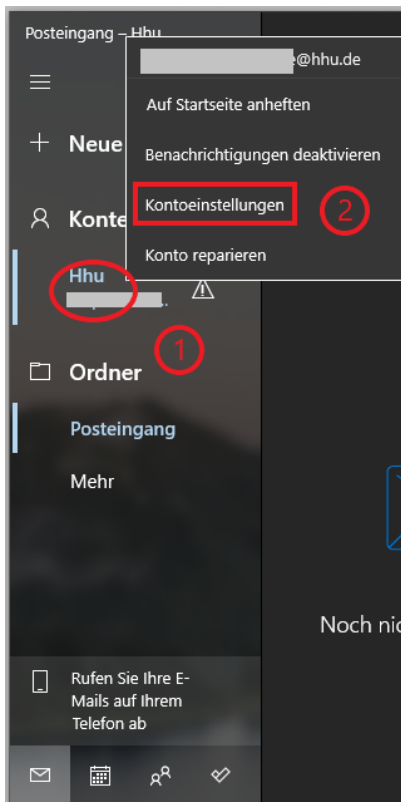 Posteingang – Hhu
@hhu.de
Auf Startseite anheften
Neue
Benachrichtigungen deaktivieren
Konte
Kontoeinstellungen
2
Konto reparieren
Hhu
1
Ordner
Posteingang
Mehr
Noch nic
Rufen Sie Ihre E-
Mails auf Ihrem
Telefon ab